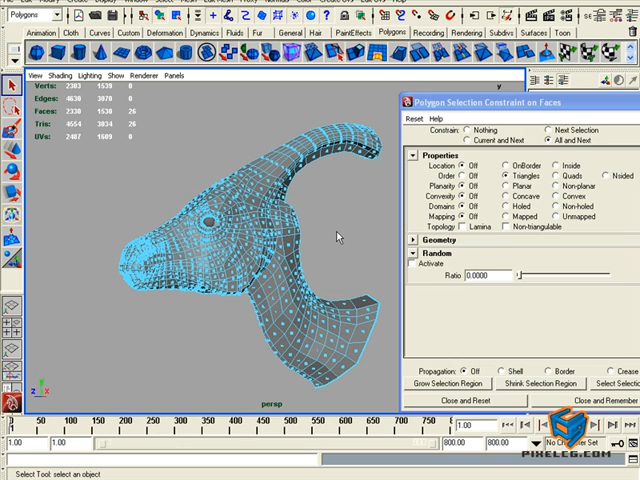 Polygons
Animation Cloth Curves Custom Deformation Dynamics Fluids Fur General Hair PaintEffects Polygons Recording Rendering Subdivs Surfaces Toon
View Shading Lighting Show Renderer Panels
Verts: 2303 1539 0
Edges: 4630 3070 0
Faces: 2330 1530 26
Tris: 4554 3034 26
UVs: 2487 1609 0
y
Polygon Selection Constraint on Faces
Reset Help
Constrain: Nothing Next Selection
Current and Next All and Next
Properties
Location Off OnBorder Inside
Order Off Triangles Quads Nsided
Planarity Off Planar Non-planar
Convexity Off Concave Convex
Domains Off Holed Non-holed
Mapping Off Mapped Unmapped
Topology Lamina Non-triangulable
Geometry
Random
Activate
Ratio 0.0000
Propagation: Off Shell Border Crease
Grow Selection Region Shrink Selection Region Select
Close and Reset Close and Remember
y
z x
persp
50 100 150 200 250 300 350 400 450 500 550 600 650 700 750 1.00
1.00 1.00 800.00 800.00 No Character Set
PIXELCG.COM
Select Tool: select an object